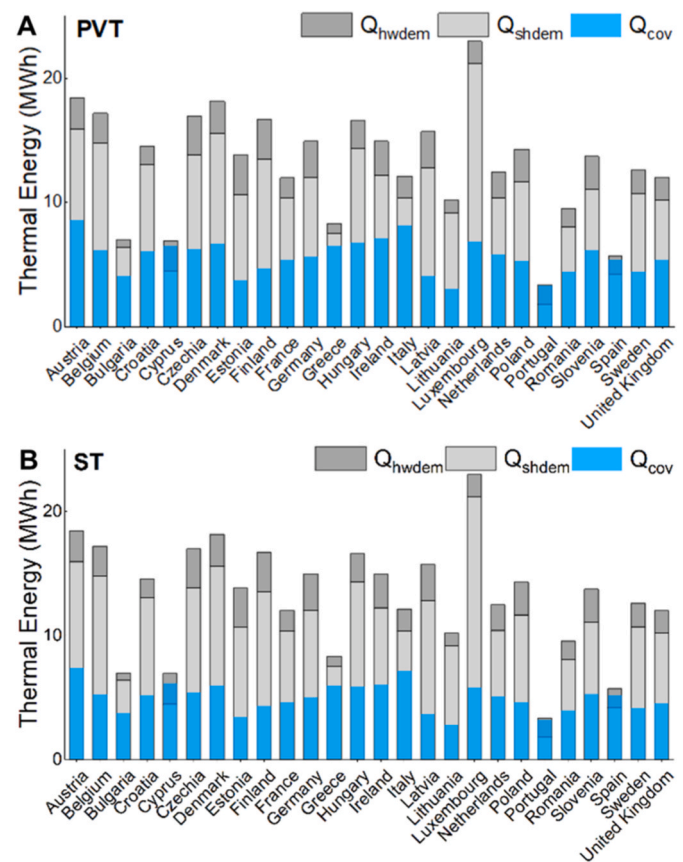 A PVT
Qhwdem Qshdem Qcov
Thermal Energy (MWh)
20
10
0
Austria
Belgium
Bulgaria
Croatia
Cyprus
Czechia
Denmark
Estonia
Finland
France
Germany
Greece
Hungary
Ireland
Italy
Latvia
Lithuania
Luxembourg
Netherlands
Poland
Portugal
Romania
Slovenia
Spain
Sweden
United Kingdom
B ST
Qhwdem Qshdem Qcov
Thermal Energy (MWh)
20
10
0
Austria
Belgium
Bulgaria
Croatia
Cyprus
Czechia
Denmark
Estonia
Finland
France
Germany
Greece
Hungary
Ireland
Italy
Latvia
Lithuania
Luxembourg
Netherlands
Poland
Portugal
Romania
Slovenia
Spain
Sweden
United Kingdom